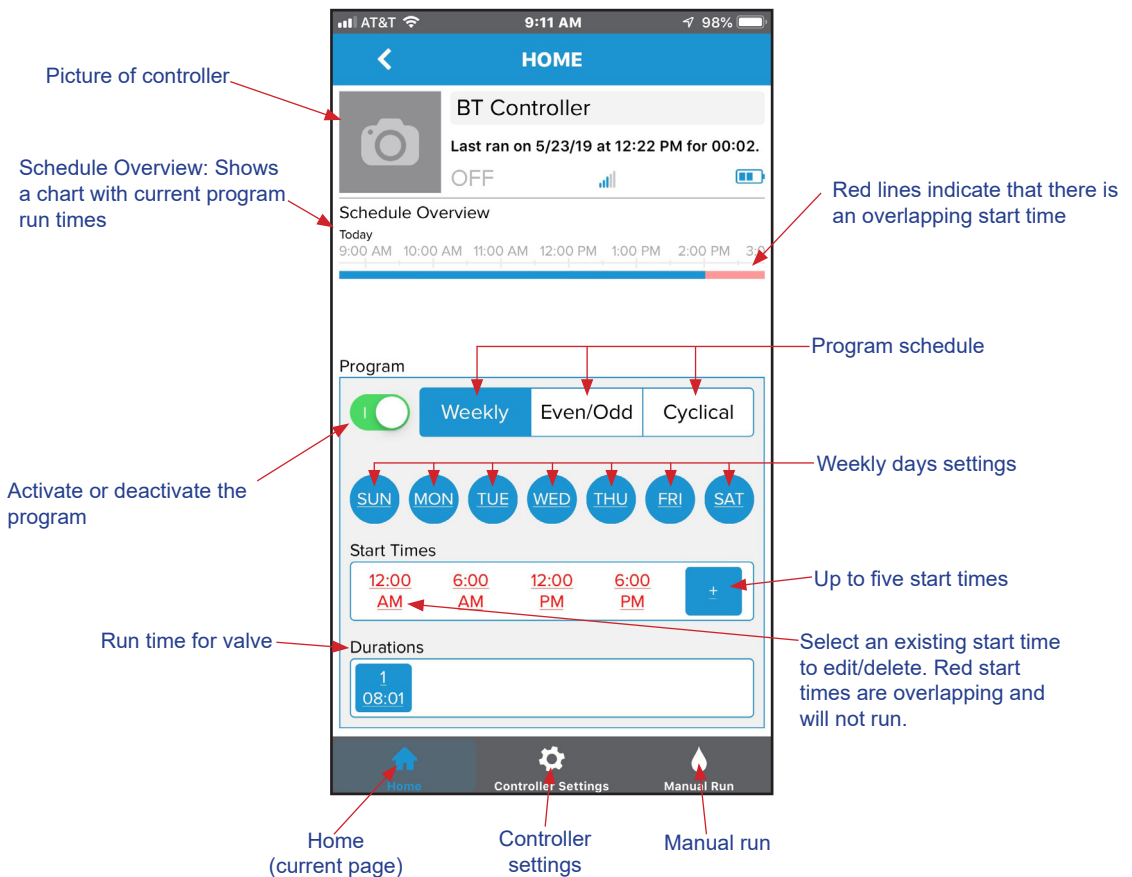 AT&T 9:11 AM 98%
HOME
Picture of controller
BT Controller
Last ran on 5/23/19 at 12:22 PM for 00:02.
OFF
Schedule Overview: Shows
a chart with current program
run times
Red lines indicate that there is
an overlapping start time
Schedule Overview
Today
9:00 AM 10:00 AM 11:00 AM 12:00 PM 1:00 PM 2:00 PM 3:0
Program schedule
Program
Weekly Even/Odd Cyclical
Activate or deactivate the
program
Weekly days settings
SUN MON TUE WED THU FRI SAT
Start Times
12:00 6:00 12:00 6:00
AM AM PM PM
+
Up to five start times
Select an existing start time
to edit/delete. Red start
times are overlapping and
will not run.
Run time for valve
Durations
1
08:01
Home Controller Settings Manual Run
Home
(current page)
Controller
settings
Manual run